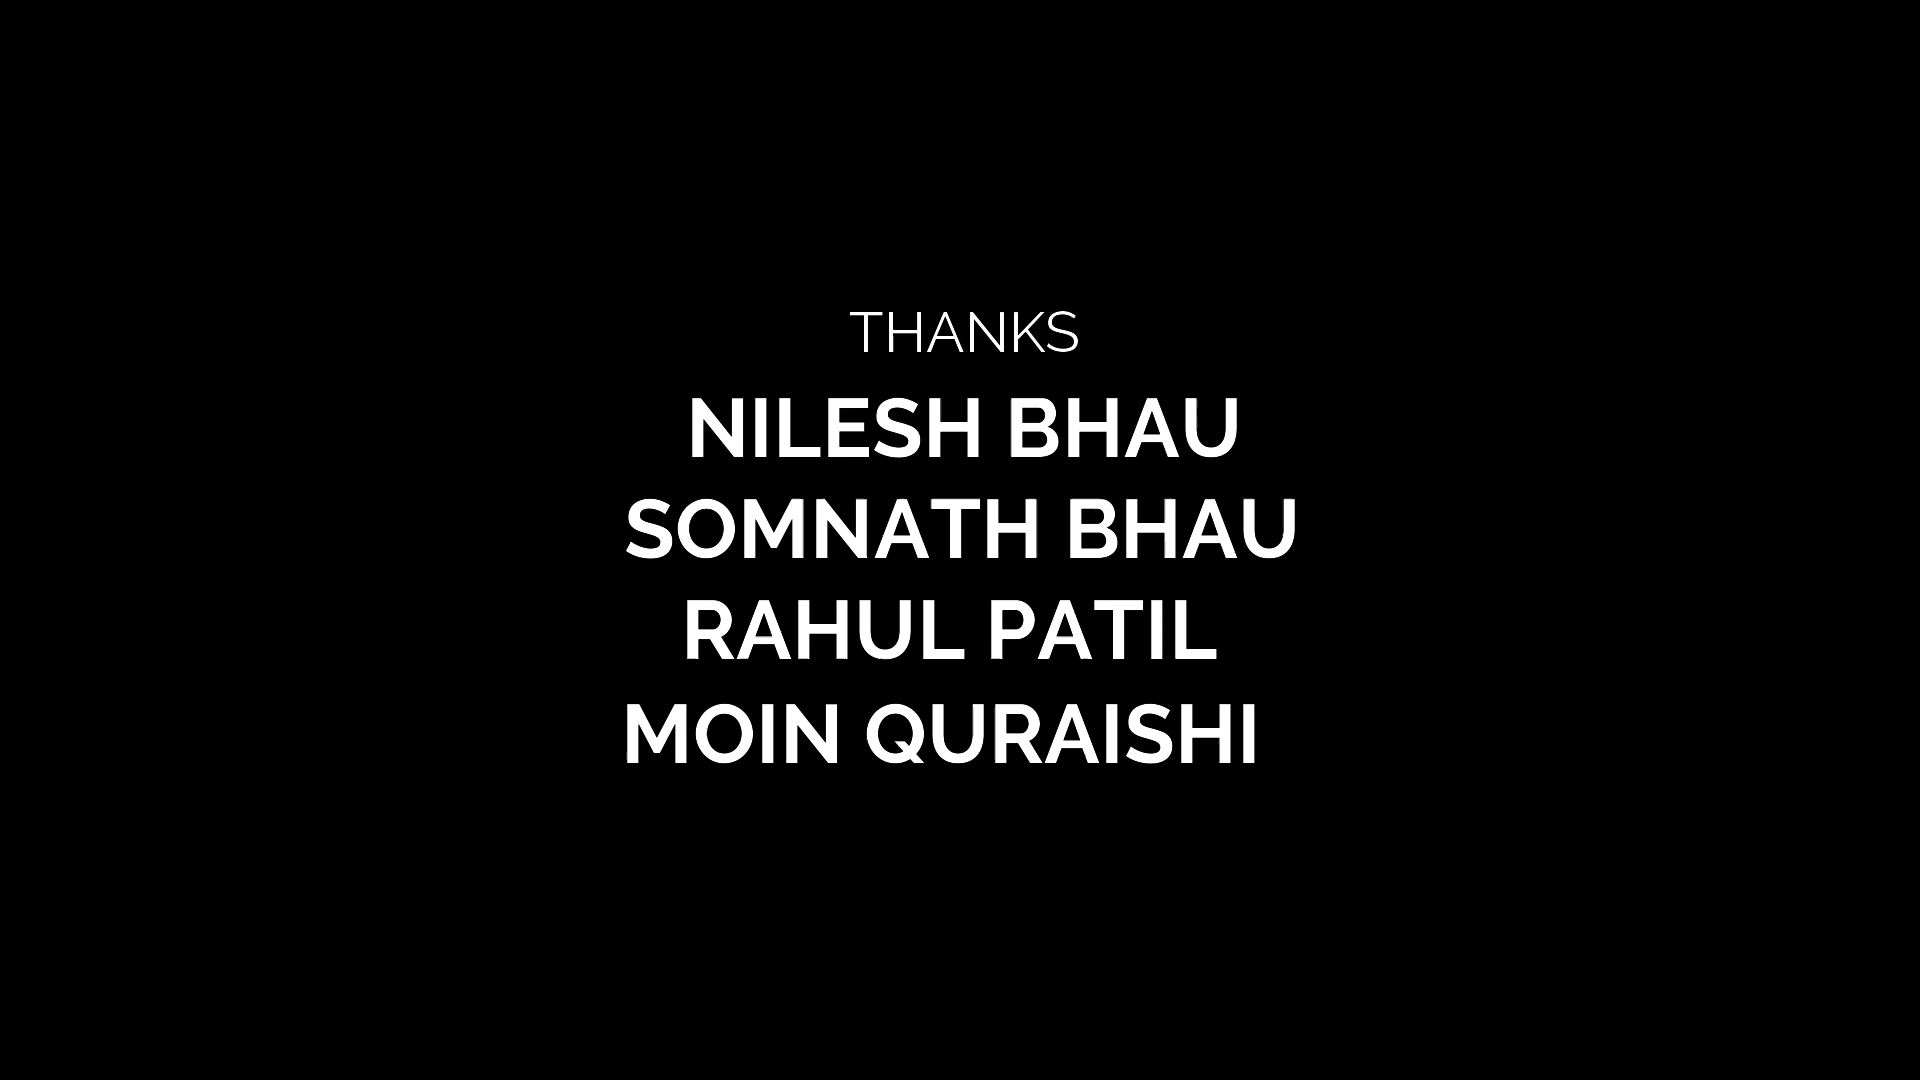 THANKS
NILESH BHAU
SOMNATH BHAU
RAHUL PATIL
MOIN QURAISHI